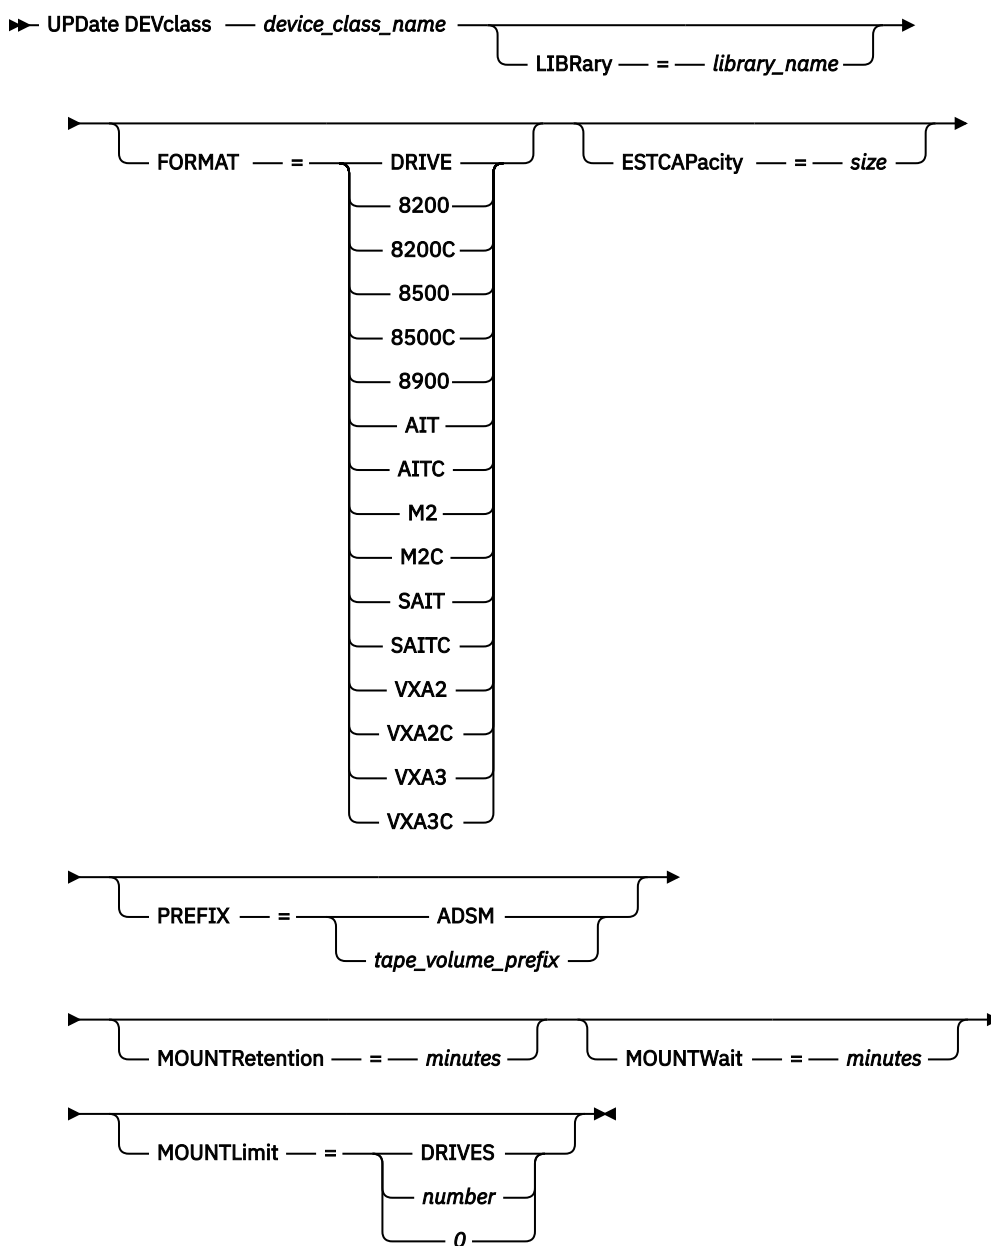 UPDate DEVclass device_class_name
LIBRary = library_name
FORMAT = DRIVE ESTCAPacity = size
8200
8200C
8500
8500C
8900
AIT
AITC
M2
M2C
SAIT
SAITC
VXA2
VXA2C
VXA3
VXA3C
PREFIX = ADSM
tape_volume_prefix
MOUNTRetention = minutes MOUNTWait = minutes
MOUNTLimit = DRIVES
number
0